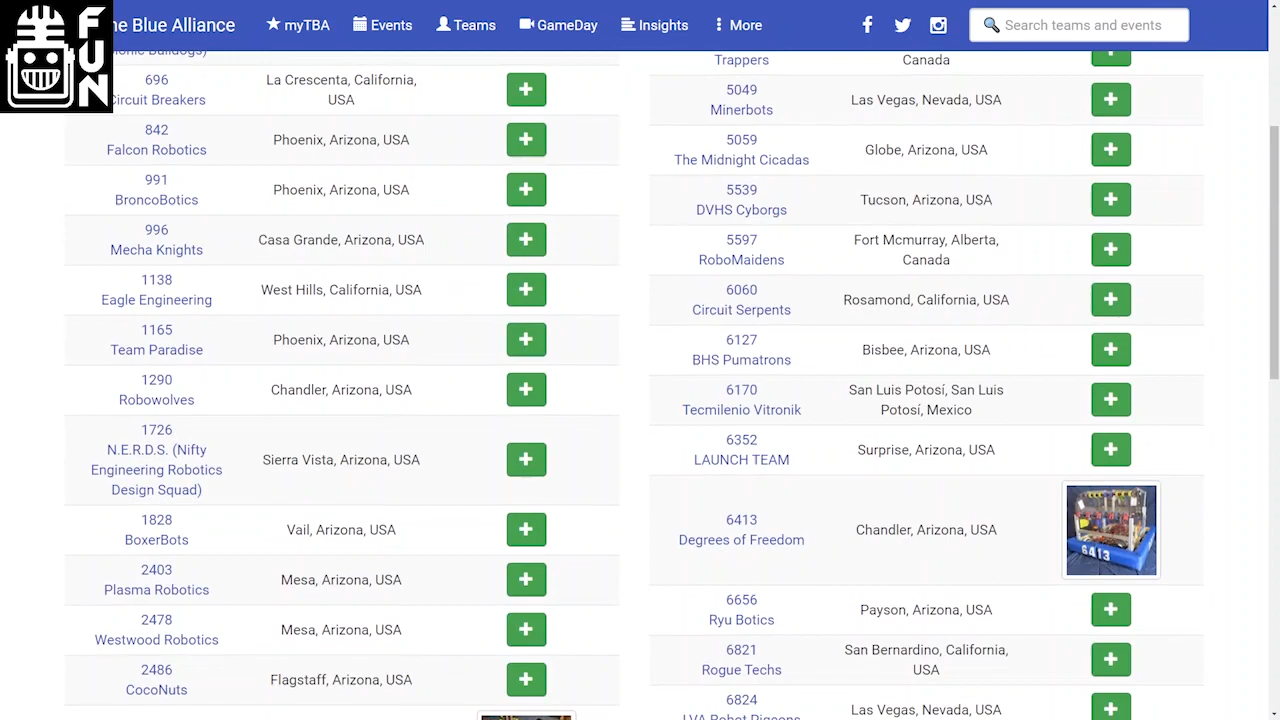 FUN
he Blue Alliance
myTBA
Events
Teams
GameDay
Insights
Search teams and events
696
Circuit Breakers
La Crescenta, California,
USA
842
Falcon Robotics
Phoenix, Arizona, USA
991
BroncoBotics
Phoenix, Arizona, USA
996
Mecha Knights
Casa Grande, Arizona, USA
1138
Eagle Engineering
West Hills, California, USA
1165
Team Paradise
Phoenix, Arizona, USA
1290
Robowolves
Chandler, Arizona, USA
1726
N.E.R.D.S. (Nifty
Engineering Robotics
Design Squad)
Sierra Vista, Arizona, USA
1828
BoxerBots
Vail, Arizona, USA
2403
Plasma Robotics
Mesa, Arizona, USA
2478
Westwood Robotics
Mesa, Arizona, USA
2486
CocoNuts
Flagstaff, Arizona, USA
Trappers
Canada
5049
Minerbots
Las Vegas, Nevada, USA
5059
The Midnight Cicadas
Globe, Arizona, USA
5539
DVHS Cyborgs
Tucson, Arizona, USA
5597
RoboMaidens
Fort Mcmurray, Alberta,
Canada
6060
Circuit Serpents
Rosamond, California, USA
6127
BHS Pumatrons
Bisbee, Arizona, USA
6170
Tecmilenio Vitronik
San Luis Potosí, San Luis
Potosí, Mexico
6352
LAUNCH TEAM
Surprise, Arizona, USA
6413
Degrees of Freedom
Chandler, Arizona, USA
6413
6656
Ryu Botics
Payson, Arizona, USA
6821
Rogue Techs
San Bernardino, California,
USA
6824
LVA Robot Pigeons
Las Vegas, Nevada, USA